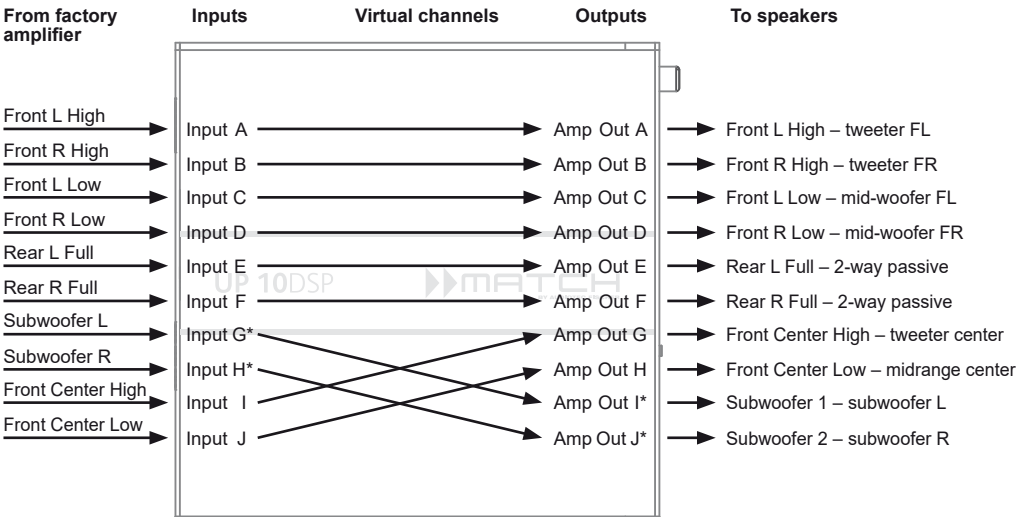 From factory amplifier
Inputs
Virtual channels
Outputs
To speakers
Front L High
Input A
Amp Out A
Front L High – tweeter FL
Front R High
Input B
Amp Out B
Front R High – tweeter FR
Front L Low
Input C
Amp Out C
Front L Low – mid-woofer FL
Front R Low
Input D
Amp Out D
Front R Low – mid-woofer FR
Rear L Full
Input E
Amp Out E
Rear L Full – 2-way passive
UP 10DSP
MATCH
Rear R Full
Input F
Amp Out F
Rear R Full – 2-way passive
Subwoofer L
Input G*
Amp Out G
Front Center High – tweeter center
Subwoofer R
Input H*
Amp Out H
Front Center Low – midrange center
Front Center High
Input I
Amp Out I*
Subwoofer 1 – subwoofer L
Front Center Low
Input J
Amp Out J*
Subwoofer 2 – subwoofer R